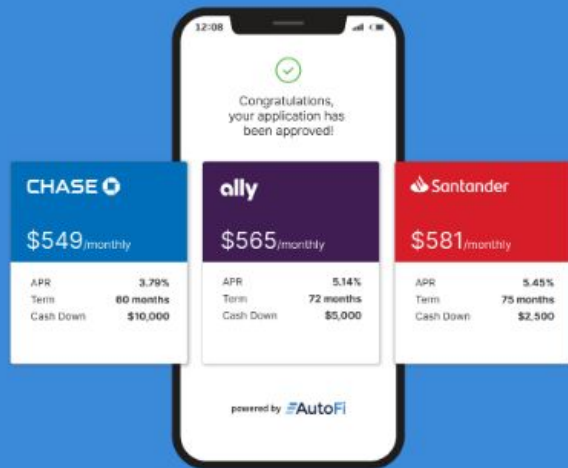 12:08
Congratulations,
your application has
been approved!
CHASE
$549/monthly
APR 3.79%
Term 60 months
Cash Down $10,000
ally
$565/monthly
APR 5.14%
Term 72 months
Cash Down $5,000
Santander
$581/monthly
APR 5.45%
Term 75 months
Cash Down $2,500
powered by AutoFi